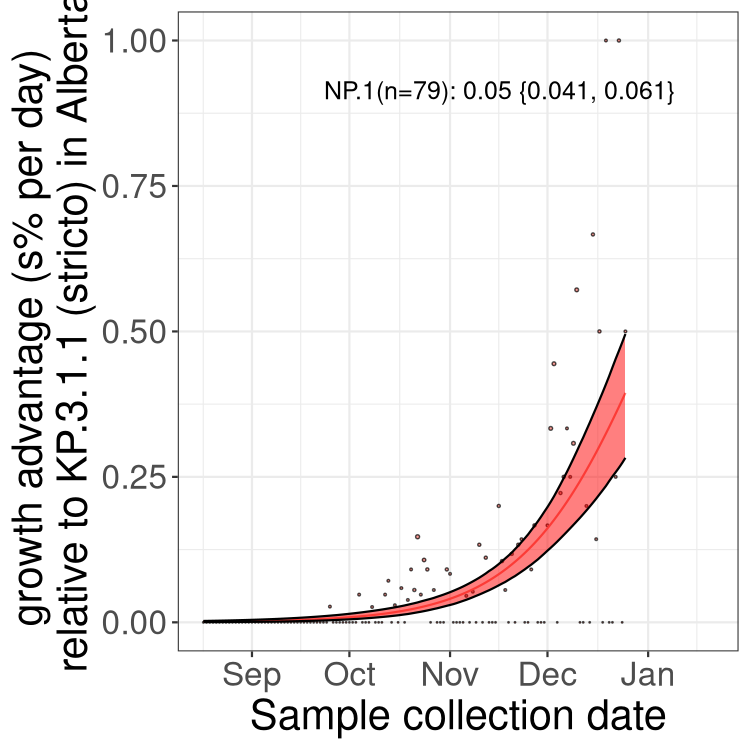 growth advantage (s% per day)
relative to KP.3.1.1 (stricto) in Alberta
1.00
0.75
0.50
0.25
0.00
NP.1(n=79): 0.05 {0.041, 0.061}
Sep Oct Nov Dec Jan
Sample collection date